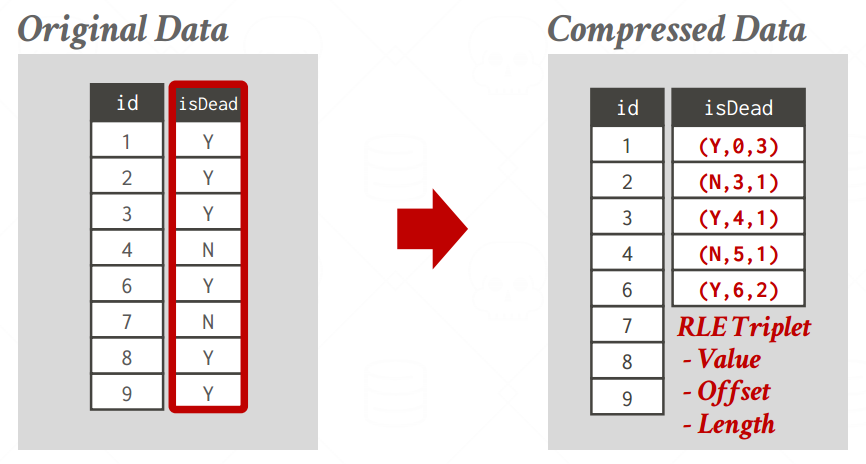 Original Data
id isDead
1 Y
2 Y
3 Y
4 N
6 Y
7 N
8 Y
9 Y
Compressed Data
id isDead
1 (Y,0,3)
2 (N,3,1)
3 (Y,4,1)
4 (N,5,1)
6 (Y,6,2)
7
8
9
RLE Triplet
- Value
- Offset
- Length